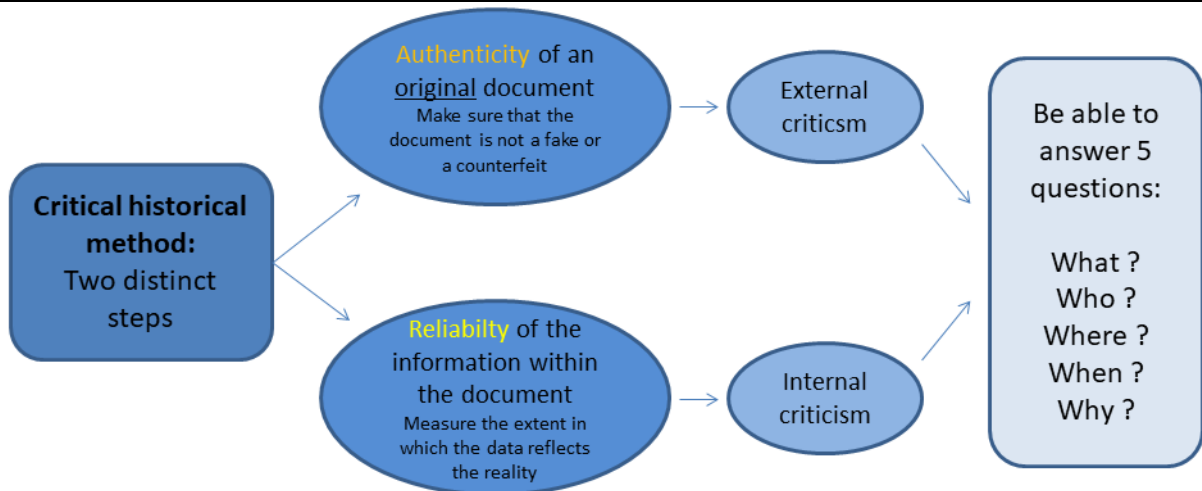 Critical historical
method:
Two distinct
steps
Authenticity of an
original document
Make sure that the
document is not a fake or
a counterfeit
External
criticsm
Reliabilty of the
information within
the document
Measure the extent in
which the data reflects
the reality
Internal
criticism
Be able to
answer 5
questions:
What ?
Who ?
Where ?
When ?
Why ?